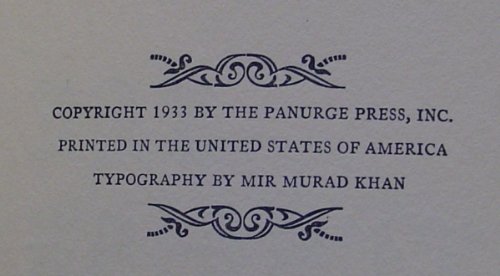 COPYRIGHT 1933 BY THE PANURGE PRESS, INC.
PRINTED IN THE UNITED STATES OF AMERICA
TYPOGRAPHY BY MIR MURAD KHAN